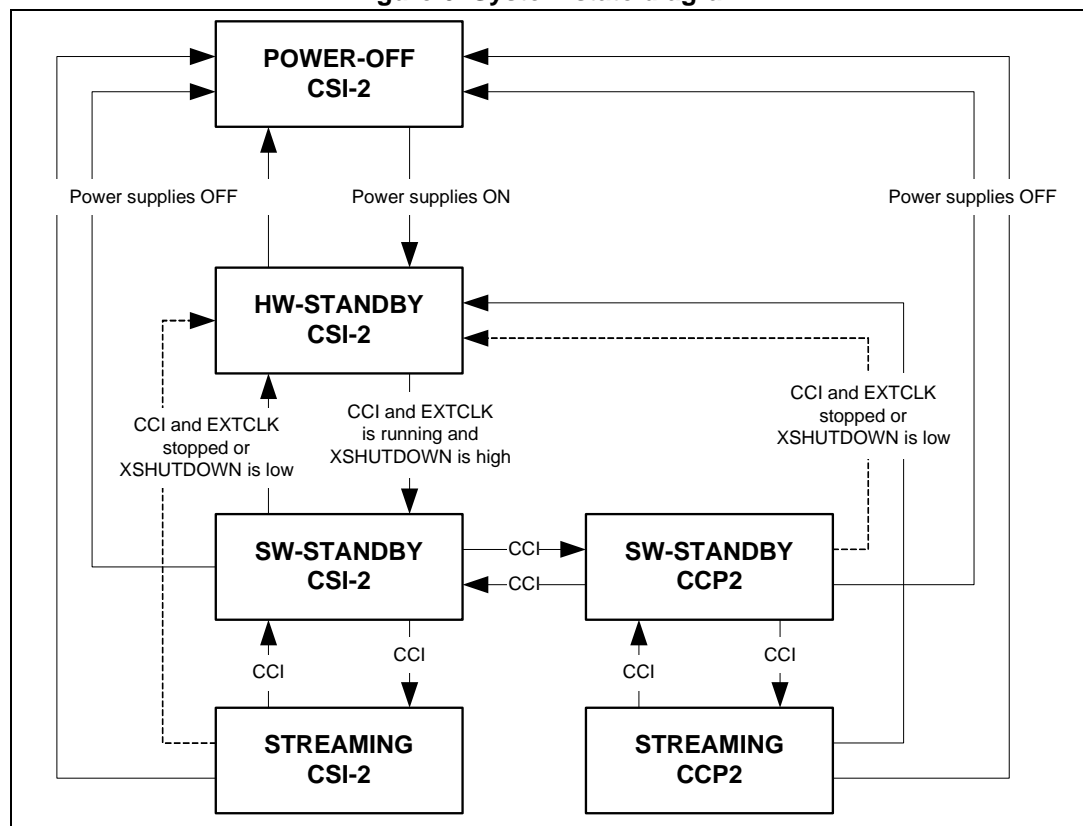 POWER-OFF
CSI-2
Power supplies OFF
Power supplies ON
Power supplies OFF
HW-STANDBY
CSI-2
CCI and EXTCLK
stopped or
XSHUTDOWN is low
CCI and EXTCLK
is running and
XSHUTDOWN is high
CCI and EXTCLK
stopped or
XSHUTDOWN is low
SW-STANDBY
CSI-2
CCI
CCI
SW-STANDBY
CCP2
CCI
CCI
CCI
CCI
STREAMING
CSI-2
STREAMING
CCP2